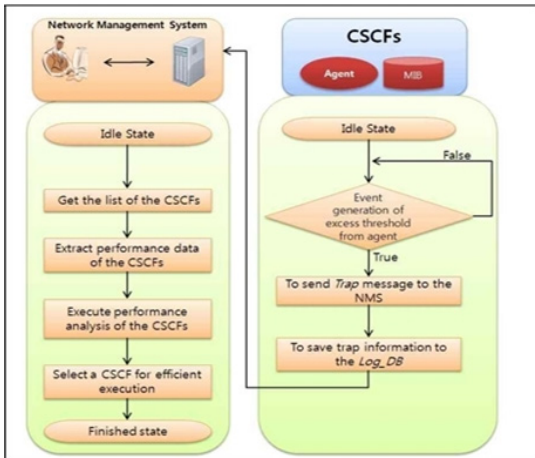 Network Management System
Idle State
Get the list of the CSCFs
Extract performance data
of the CSCFs
Execute performance
analysis of the CSCFs
Select a CSCF for efficient
execution
Finished state
CSCFs
Agent
MIB
Idle State
False
Event
generation of
excess threshold
from agent
True
To send Trap message to the
NMS
To save trap information to
the Log_DB